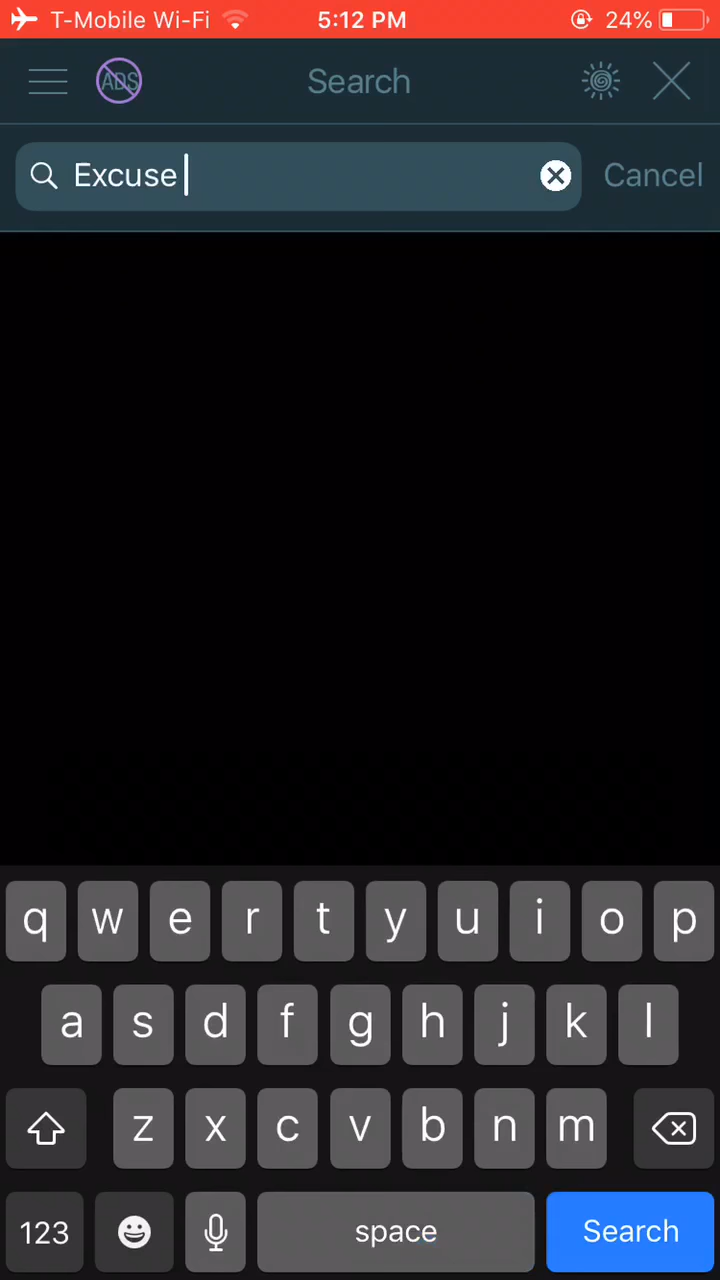 T-Mobile Wi-Fi 5:12 PM 24%
ADS Search
Excuse Cancel
q w e r t y u i o p
a s d f g h j k l
z x c v b n m
123 space Search